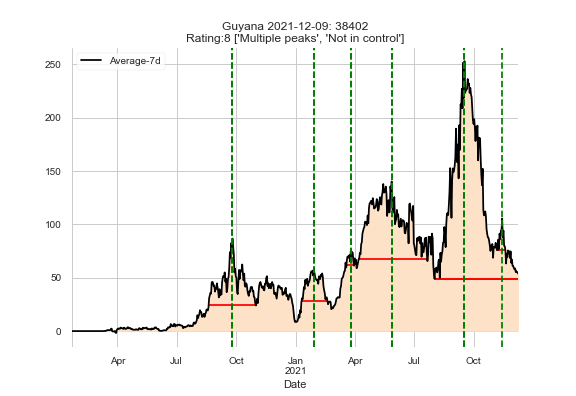 Guyana 2021-12-09: 38402
Rating:8 ['Multiple peaks', 'Not in control']
Average-7d
250
200
150
100
50
0
Apr
Jul
Oct
Jan
2021
Apr
Jul
Oct
Date